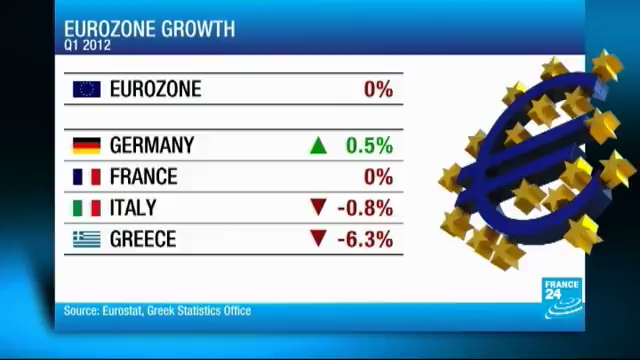 EUROZONE GROWTH
Q1 2012
EUROZONE 0%
GERMANY 0.5%
FRANCE 0%
ITALY -0.8%
GREECE -6.3%
FRANCE
24
Source: Eurostat, Greek Statistics Office